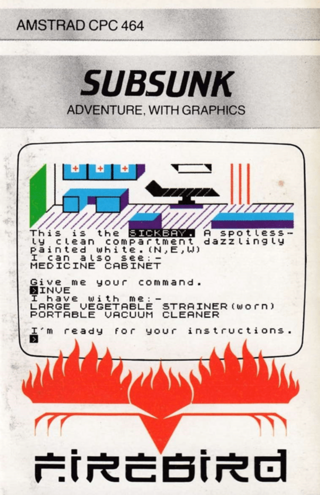 AMSTRAD CPC 464
SUBSUNK
ADVENTURE, WITH GRAPHICS
This is the SICKBAY. A spotless-
ly clean compartment dazzlingly
painted white.(N,E,W)
I can also see:-
MEDICINE CABINET
Give me your command.
>INVE
I have with me:-
LARGE VEGETABLE STRAINER(worn)
PORTABLE VACUUM CLEANER
I'm ready for your instructions.
>
FIREBIRD